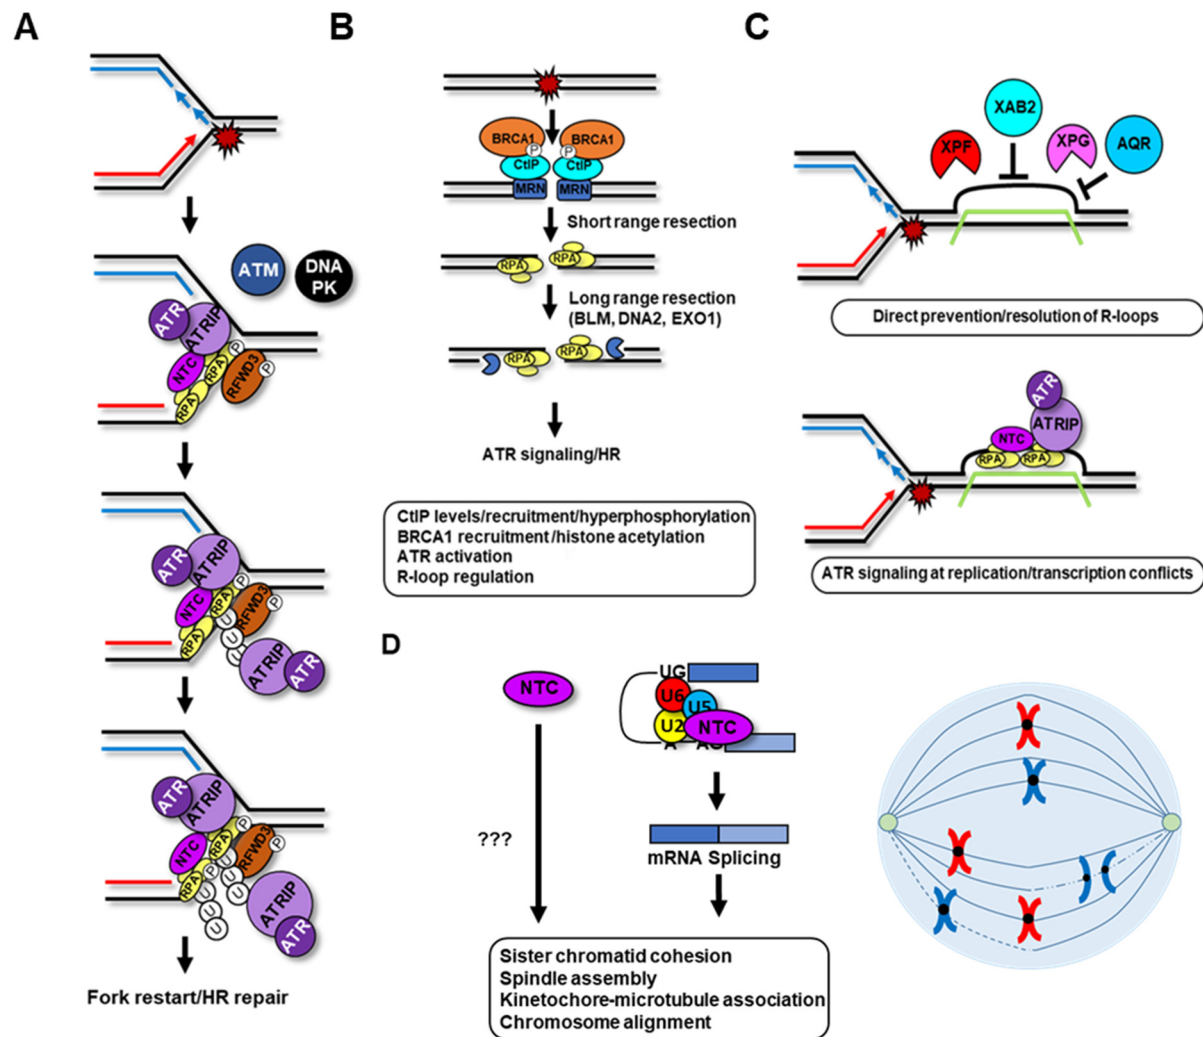 A
ATM
DNA
PK
ATR
ATRIP
P
NTC
RPA
RPA
RFWD3
P
ATR
ATRIP
P
NTC
RPA
RPA
RFWD3
P
U
U
U
ATRIP
ATR
ATR
ATRIP
P
NTC
RPA
RPA
RFWD3
P
P
U
U
U
U
U
U
ATRIP
ATR
Fork restart/HR repair
B
BRCA1
BRCA1
P
P
CtIP
CtIP
MRN
MRN
Short range resection
RPA
RPA
Long range resection
(BLM, DNA2, EXO1)
RPA
RPA
ATR signaling/HR
CtIP levels/recruitment/hyperphosphorylation
BRCA1 recruitment/histone acetylation
ATR activation
R-loop regulation
C
XAB2
XPF
XPG
AQR
Direct prevention/resolution of R-loops
ATR
ATRIP
NTC
RPA
RPA
ATR signaling at replication/transcription conflicts
D
NTC
???
UG
U6
U5
U2
NTC
A
AG
mRNA Splicing
Sister chromatid cohesion
Spindle assembly
Kinetochore-microtubule association
Chromosome alignment